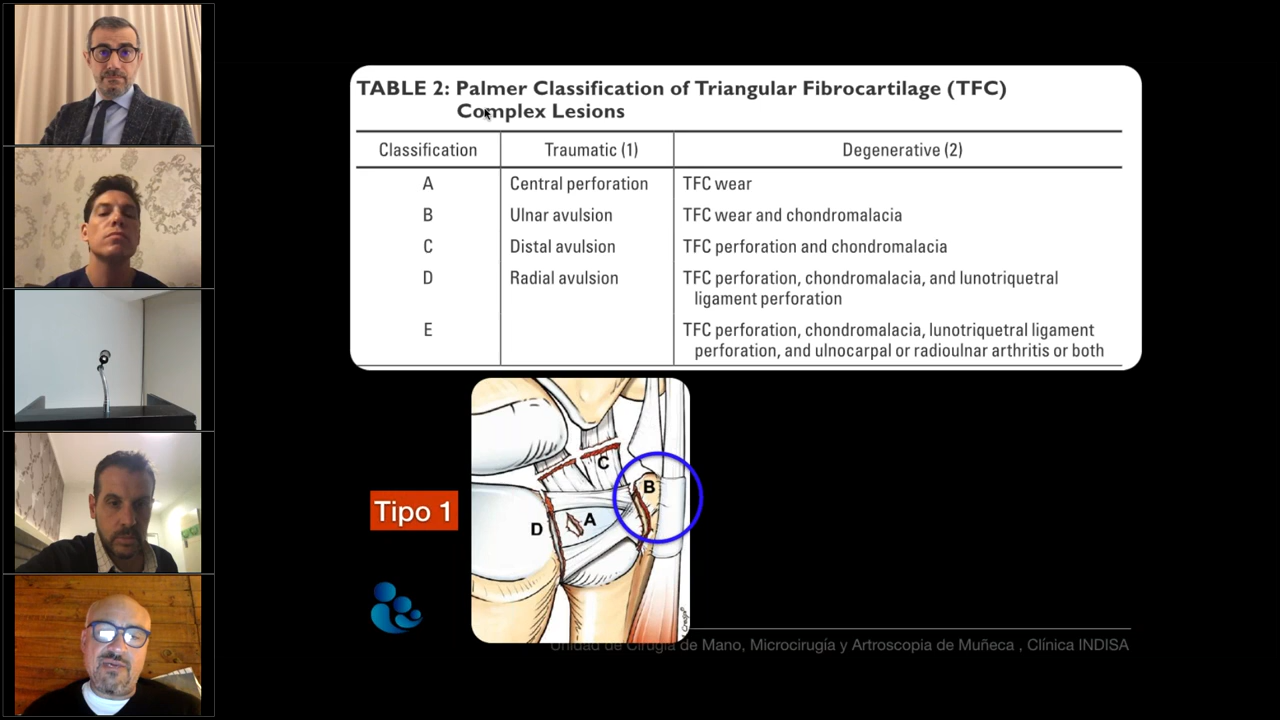 TABLE 2: Palmer Classification of Triangular Fibrocartilage (TFC)
Complex Lesions
Classification Traumatic (1) Degenerative (2)
A Central perforation TFC wear
B Ulnar avulsion TFC wear and chondromalacia
C Distal avulsion TFC perforation and chondromalacia
D Radial avulsion TFC perforation, chondromalacia, and lunotriquetral
ligament perforation
E TFC perforation, chondromalacia, lunotriquetral ligament
perforation, and ulnocarpal or radioulnar arthritis or both
C
B
A
D
Tipo 1
Unidad de Cirugía de Mano, Microcirugía y Artroscopia de Muñeca , Clínica INDISA